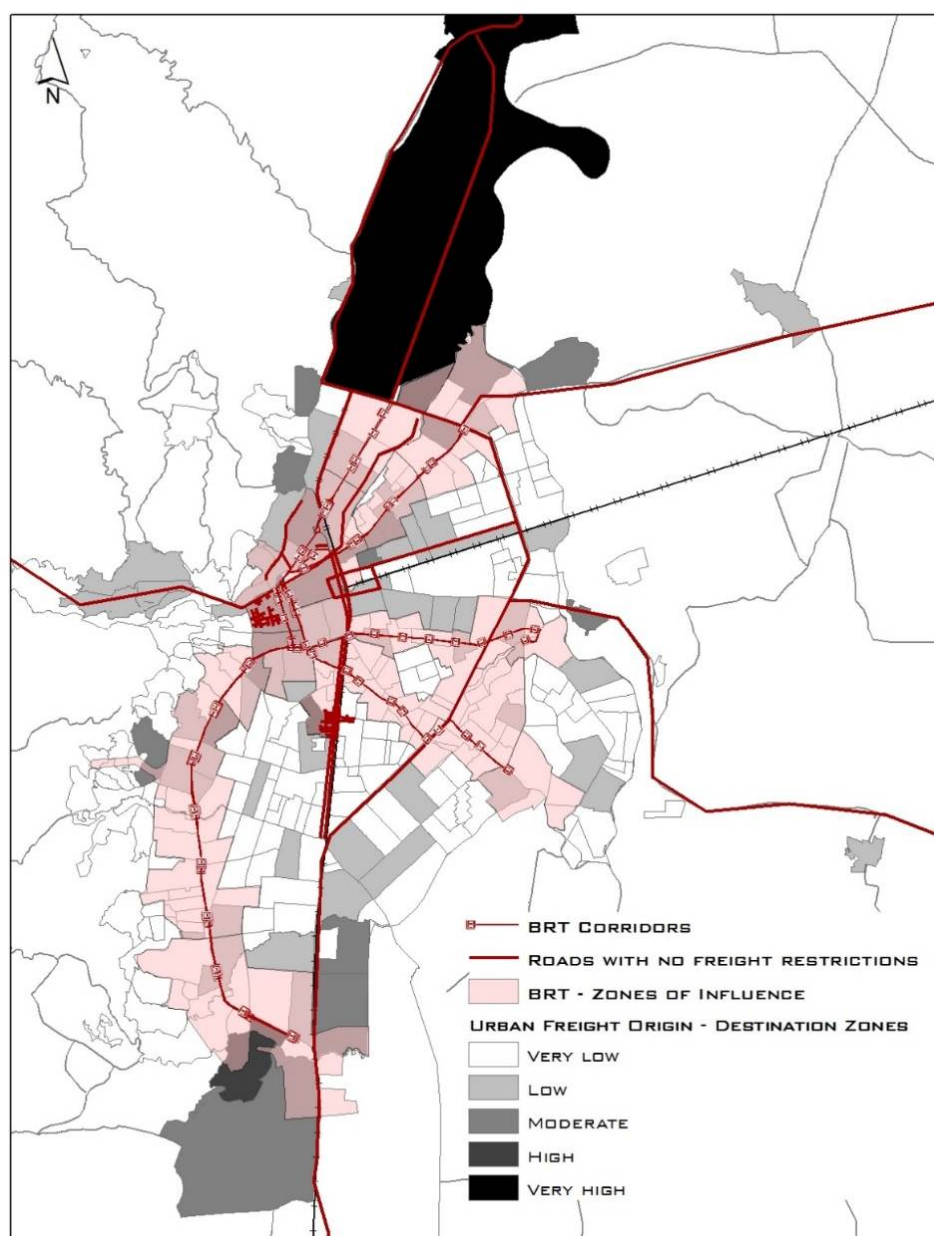 N
BRT Corridors
Roads with no freight restrictions
BRT - Zones of Influence
Urban Freight Origin - Destination Zones
Very low
Low
Moderate
High
Very high